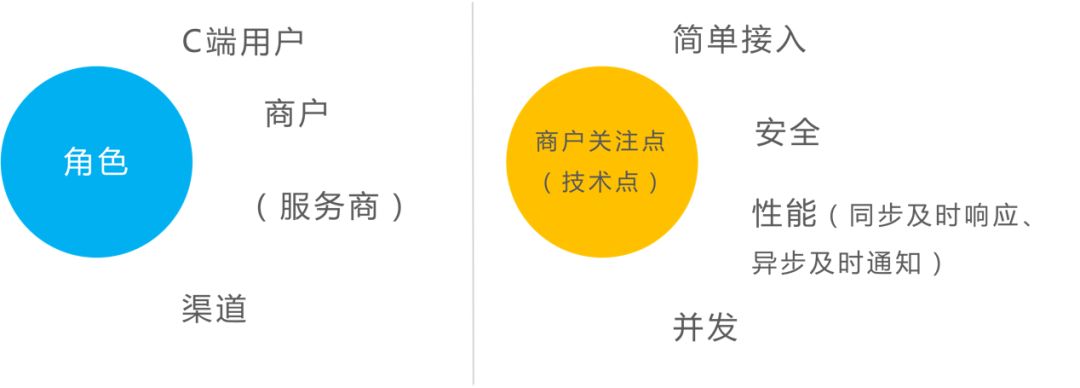 C端用户
商户
角色
（服务商）
渠道
简单接入
商户关注点
（技术点）
安全
性能（同步及时响应、
异步及时通知）
并发